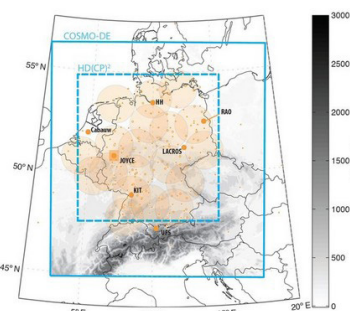 COSMO-DE
3000
55° N
HD(CP)²
2500
HH
RAO
Cabauw
2000
LACROS
JOYCE
50° N
1500
KIT
1000
UFS
500
45° N
20° E
0